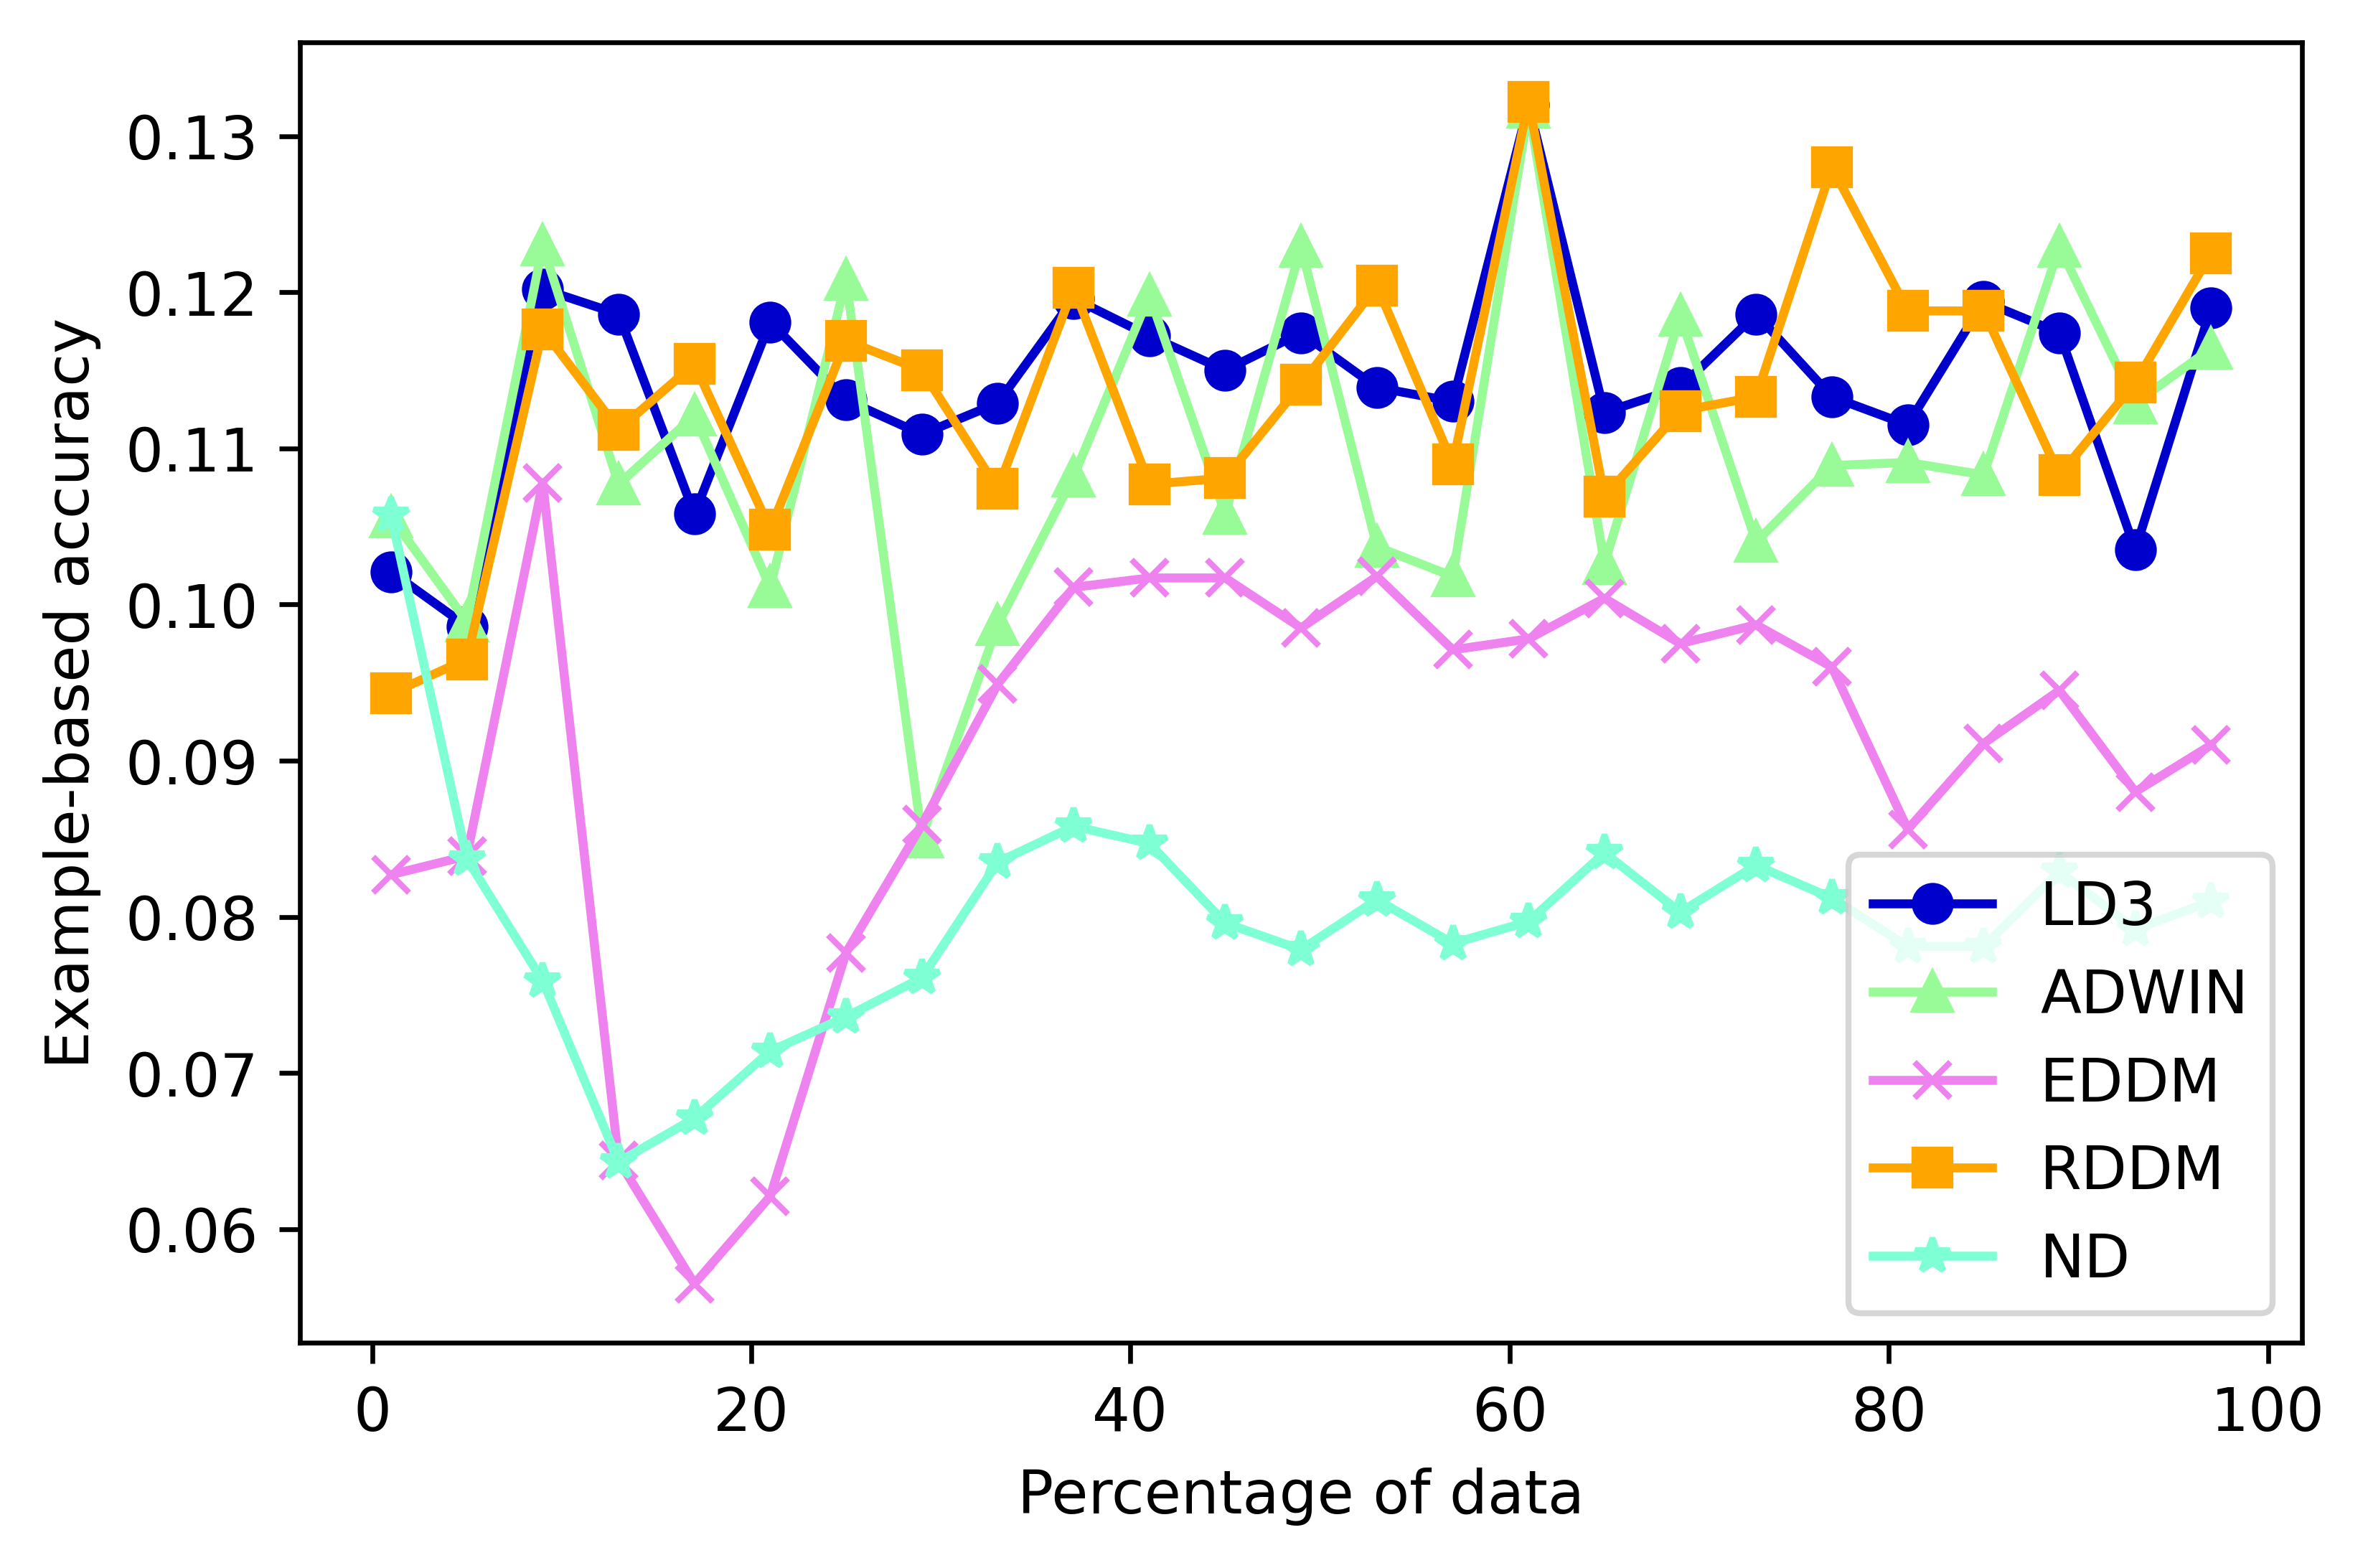 Example-based accuracy
0.13
0.12
0.11
0.10
0.09
0.08
0.07
0.06
LD3
ADWIN
EDDM
RDDM
ND
0 20 40 60 80 100
Percentage of data